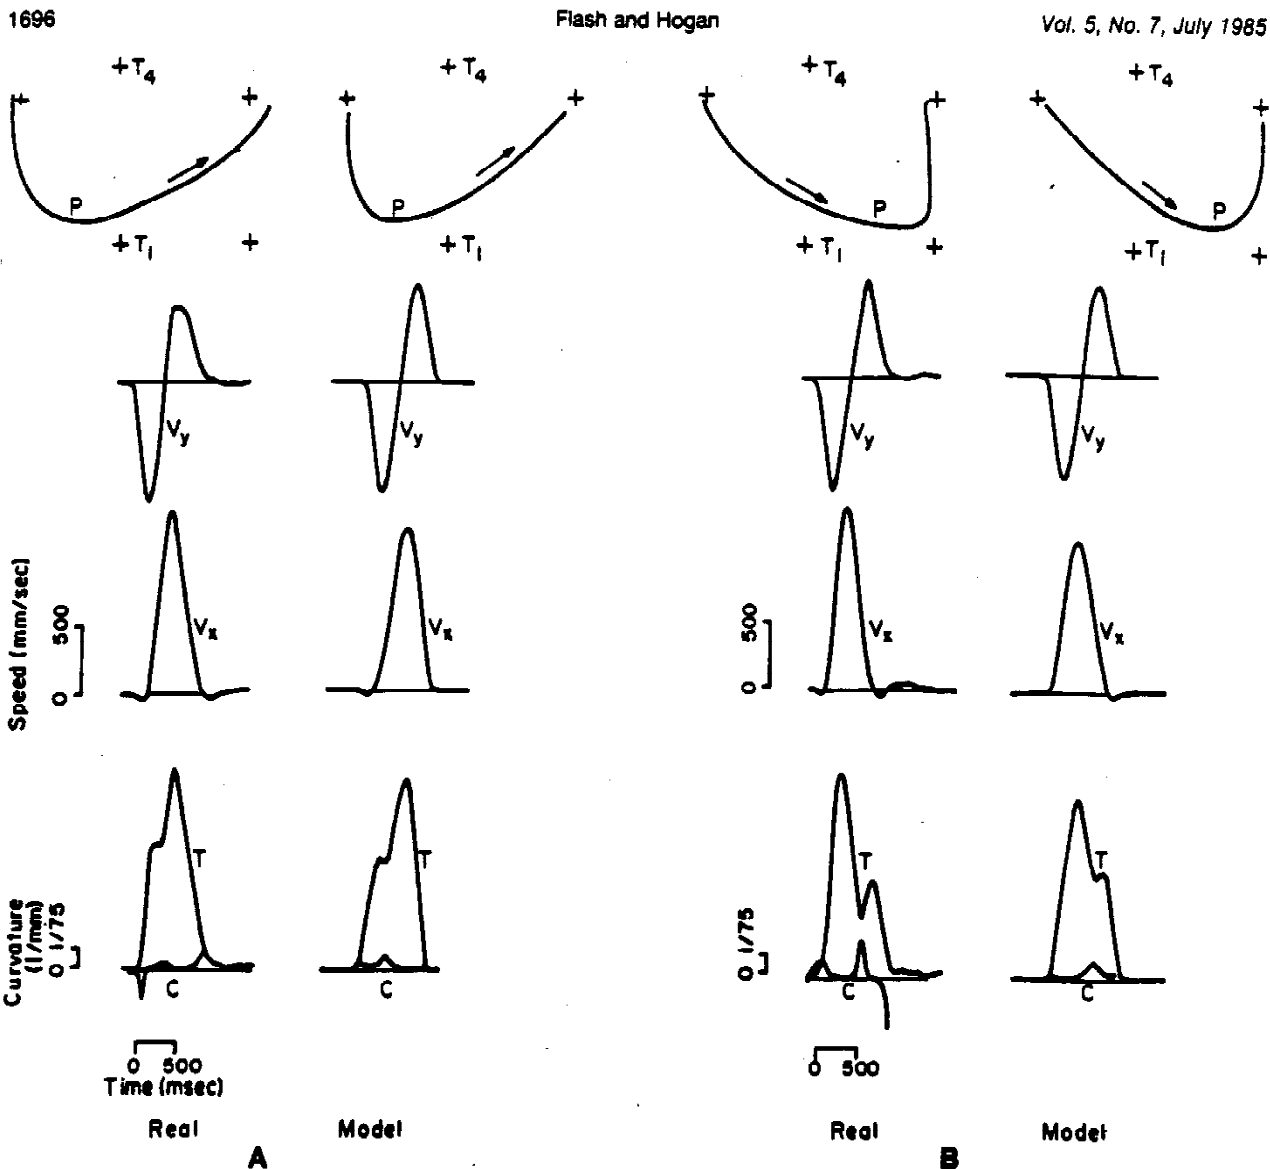 1696 Flash and Hogan Vol. 5, No. 7, July 1985
+T4 +T4 +T4 +T4
+ + + + + + + +
P P P P
+T1 + +T1 +T1 + +T1 +
Vy Vy Vy Vy
Speed (mm/sec)
0 500
Vx Vx
0 500
Vx Vx
Curvature
(1/mm)
0 1/75
T T
C C
0 1/75
T T
C C
0 500
Time (msec)
0 500
Real Model Real Model
A B